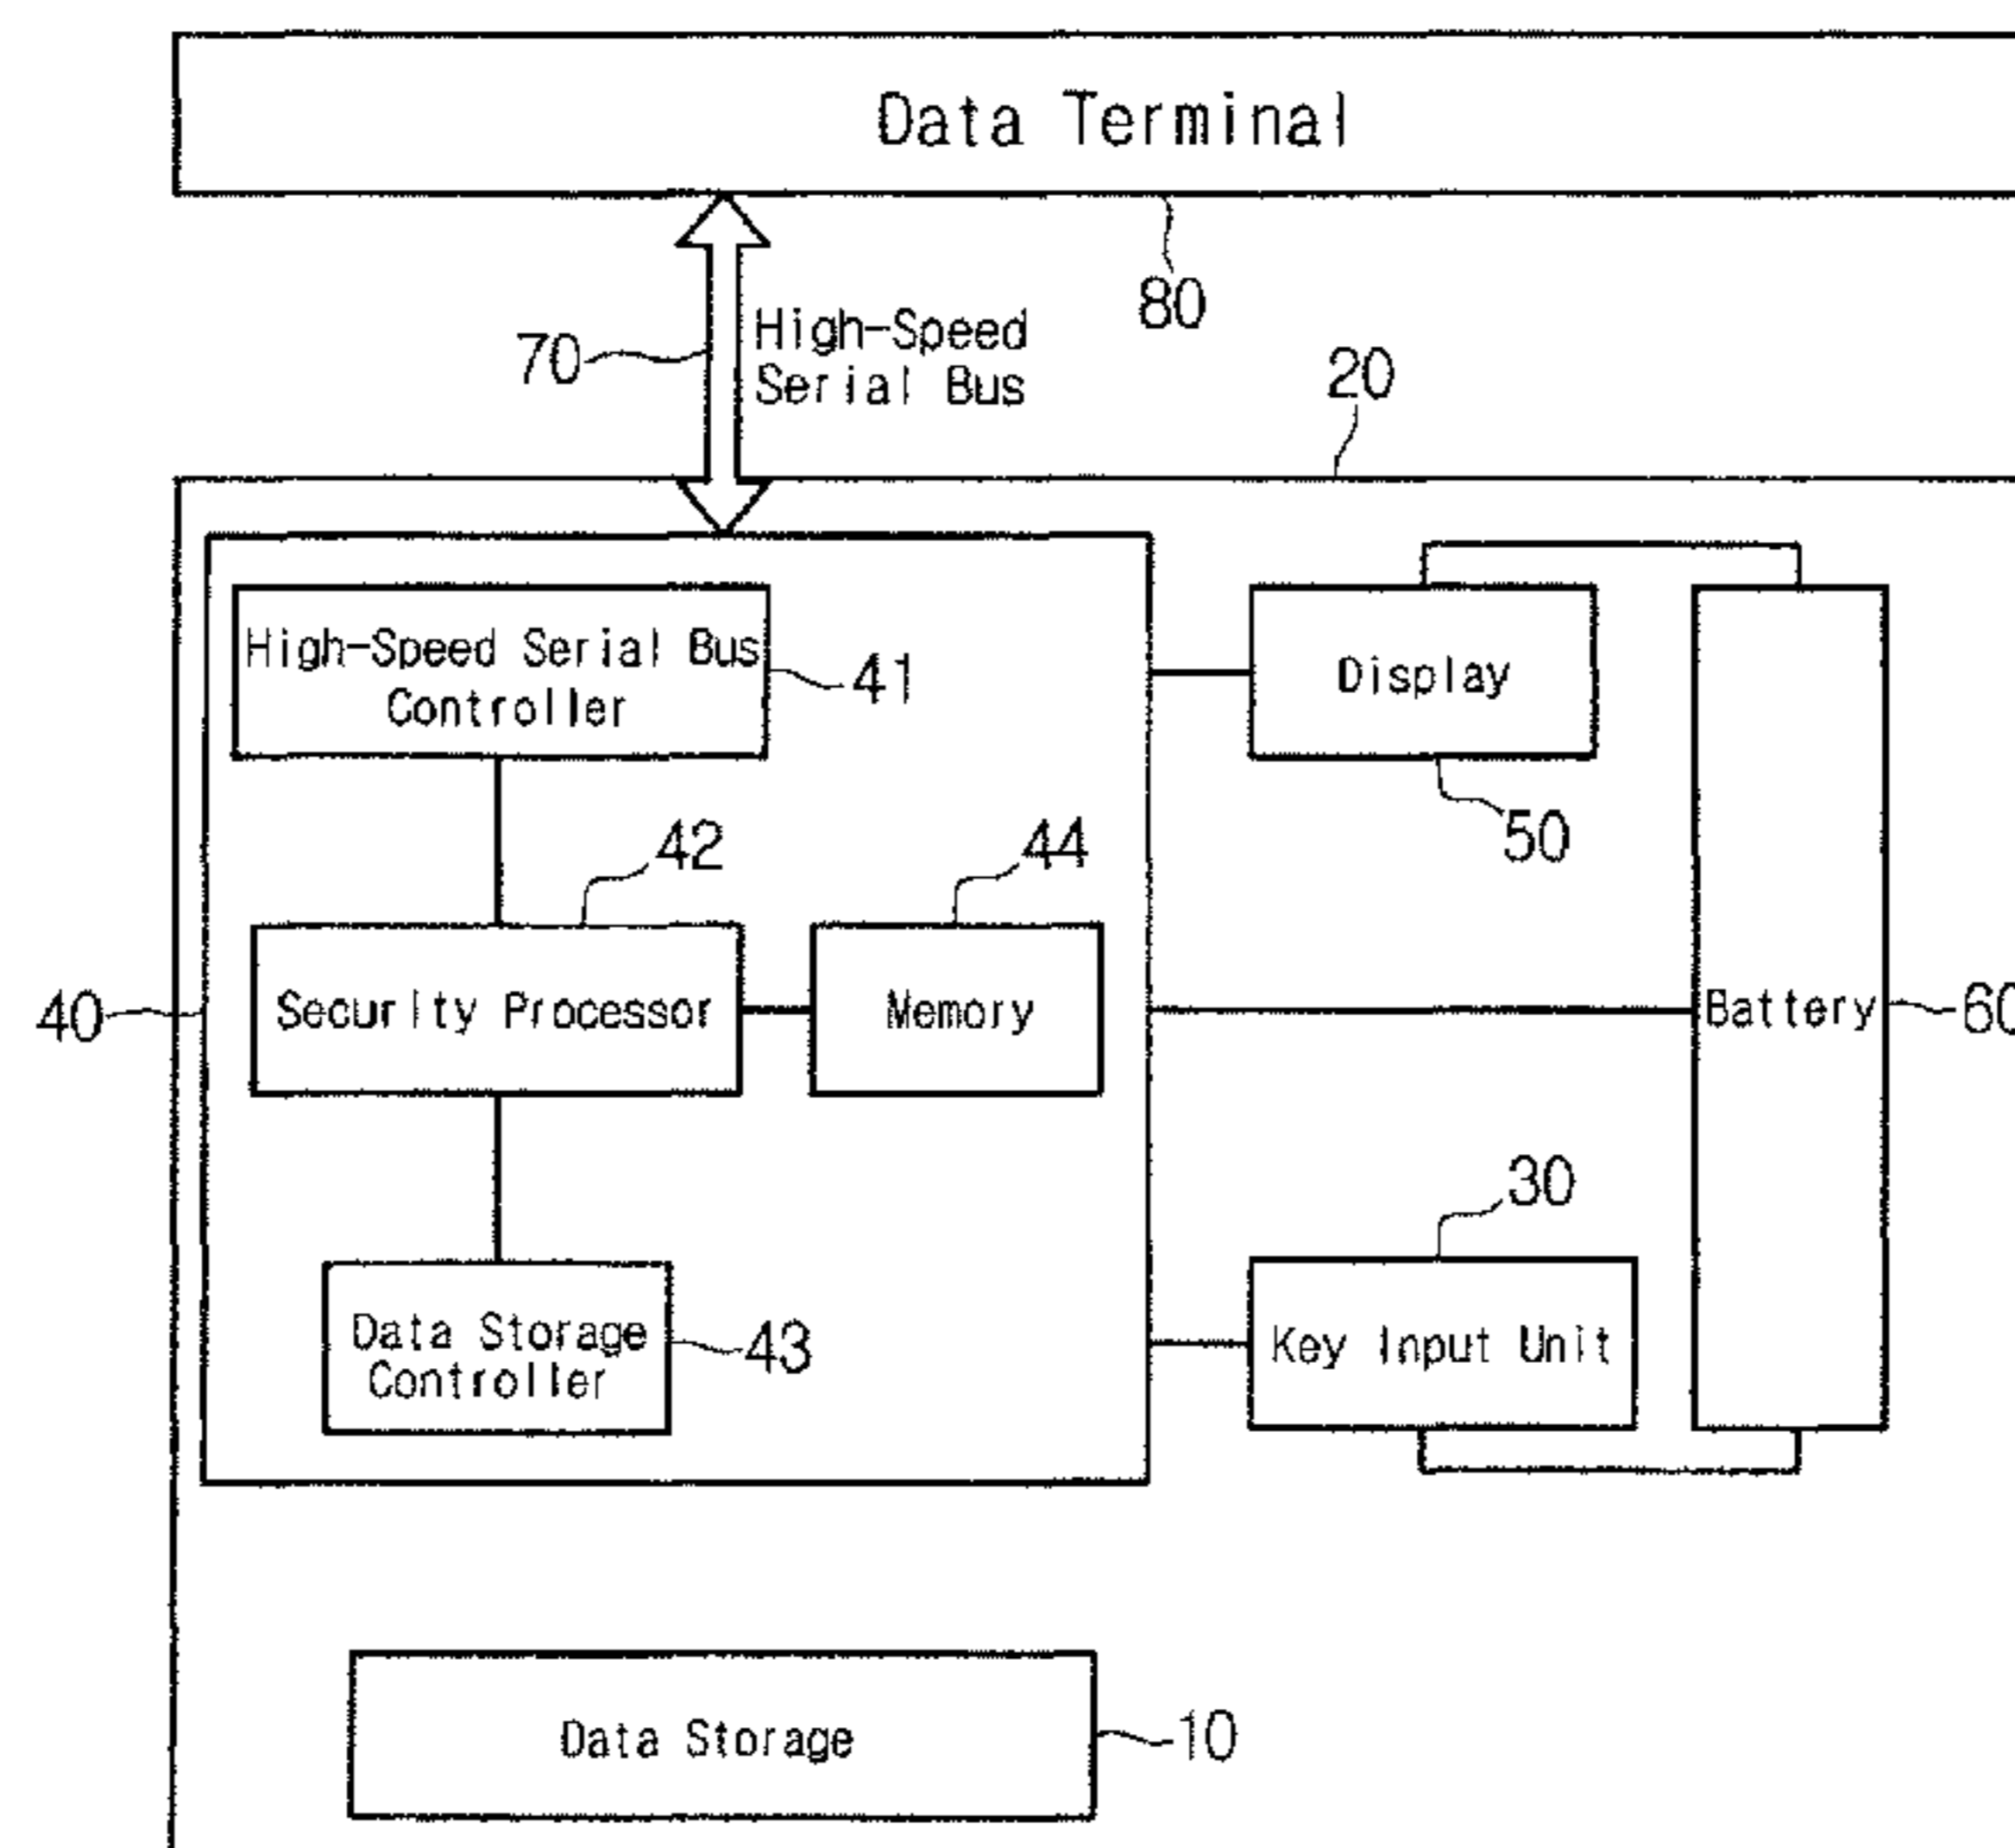 Data Terminal
80
70
High-Speed
Serial Bus
20
High-Speed Serial Bus
Controller
41
Display
50
42
44
40
Security Processor
Memory
Battery
60
30
Data Storage
Controller
43
Key Input Unit
Data Storage
10